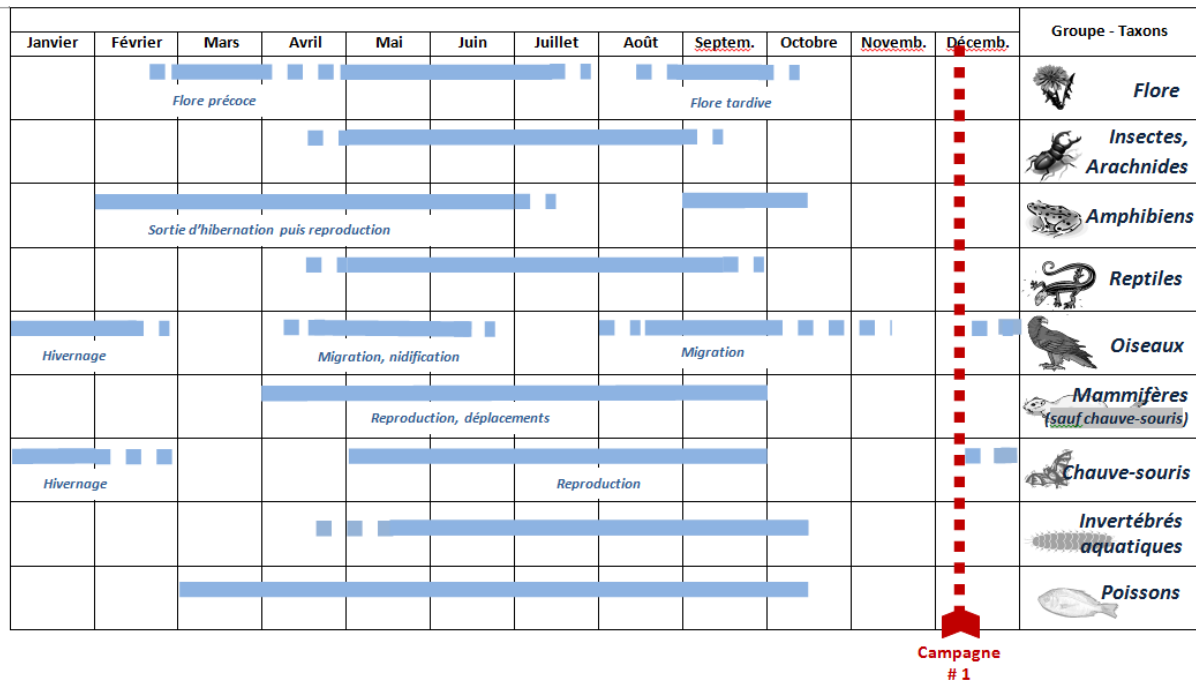 Janvier Février Mars Avril Mai Juin Juillet Août Septem. Octobre Novemb. Décemb. Groupe - Taxons
Flore précoce Flore tardive Flore
Insectes,
Arachnides
Sortie d'hibernation puis reproduction Amphibiens
Reptiles
Hivernage Migration, nidification Migration Oiseaux
Mammifères
Reproduction, déplacements (sauf chauve-souris)
Chauve-souris
Hivernage Reproduction
Invertébrés
aquatiques
Poissons
Campagne
# 1